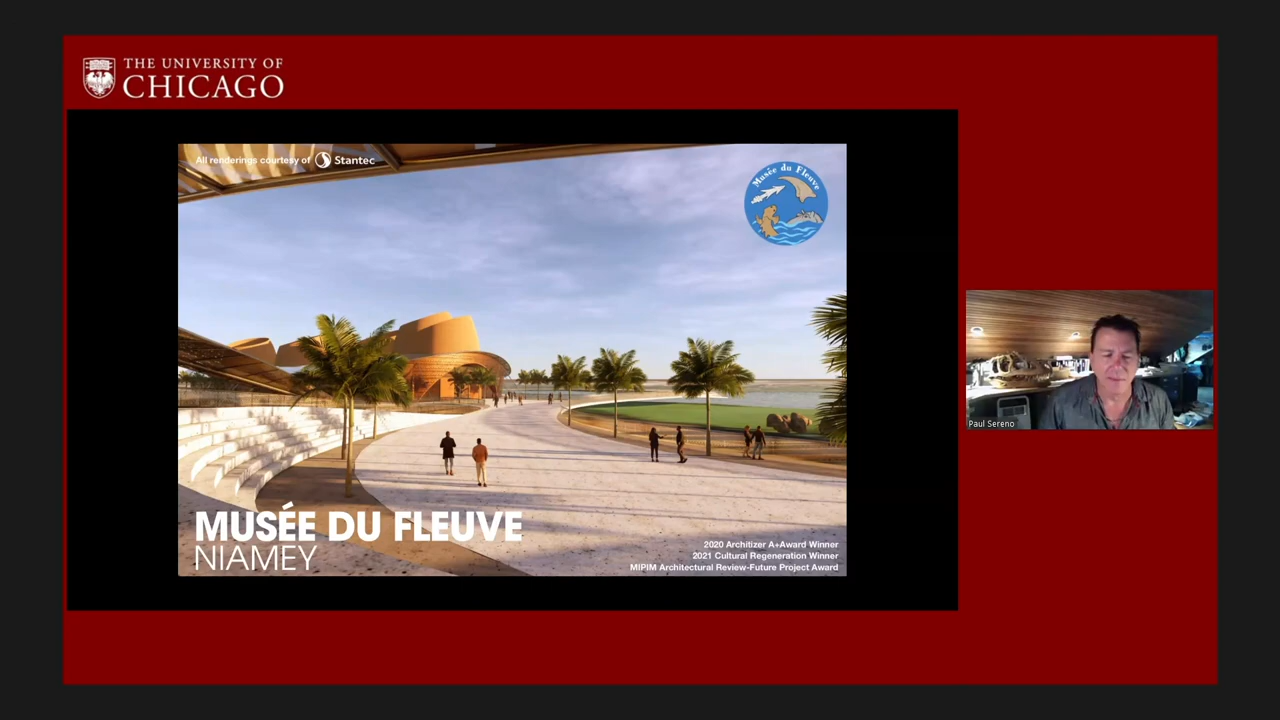 THE UNIVERSITY OF
CHICAGO
All renderings courtesy of Stantec
Musée du Fleuve
MUSÉE DU FLEUVE
NIAMEY
2020 Architizer A+Award Winner
2021 Cultural Regeneration Winner
MIPIM Architectural Review-Future Project Award
Paul Sereno